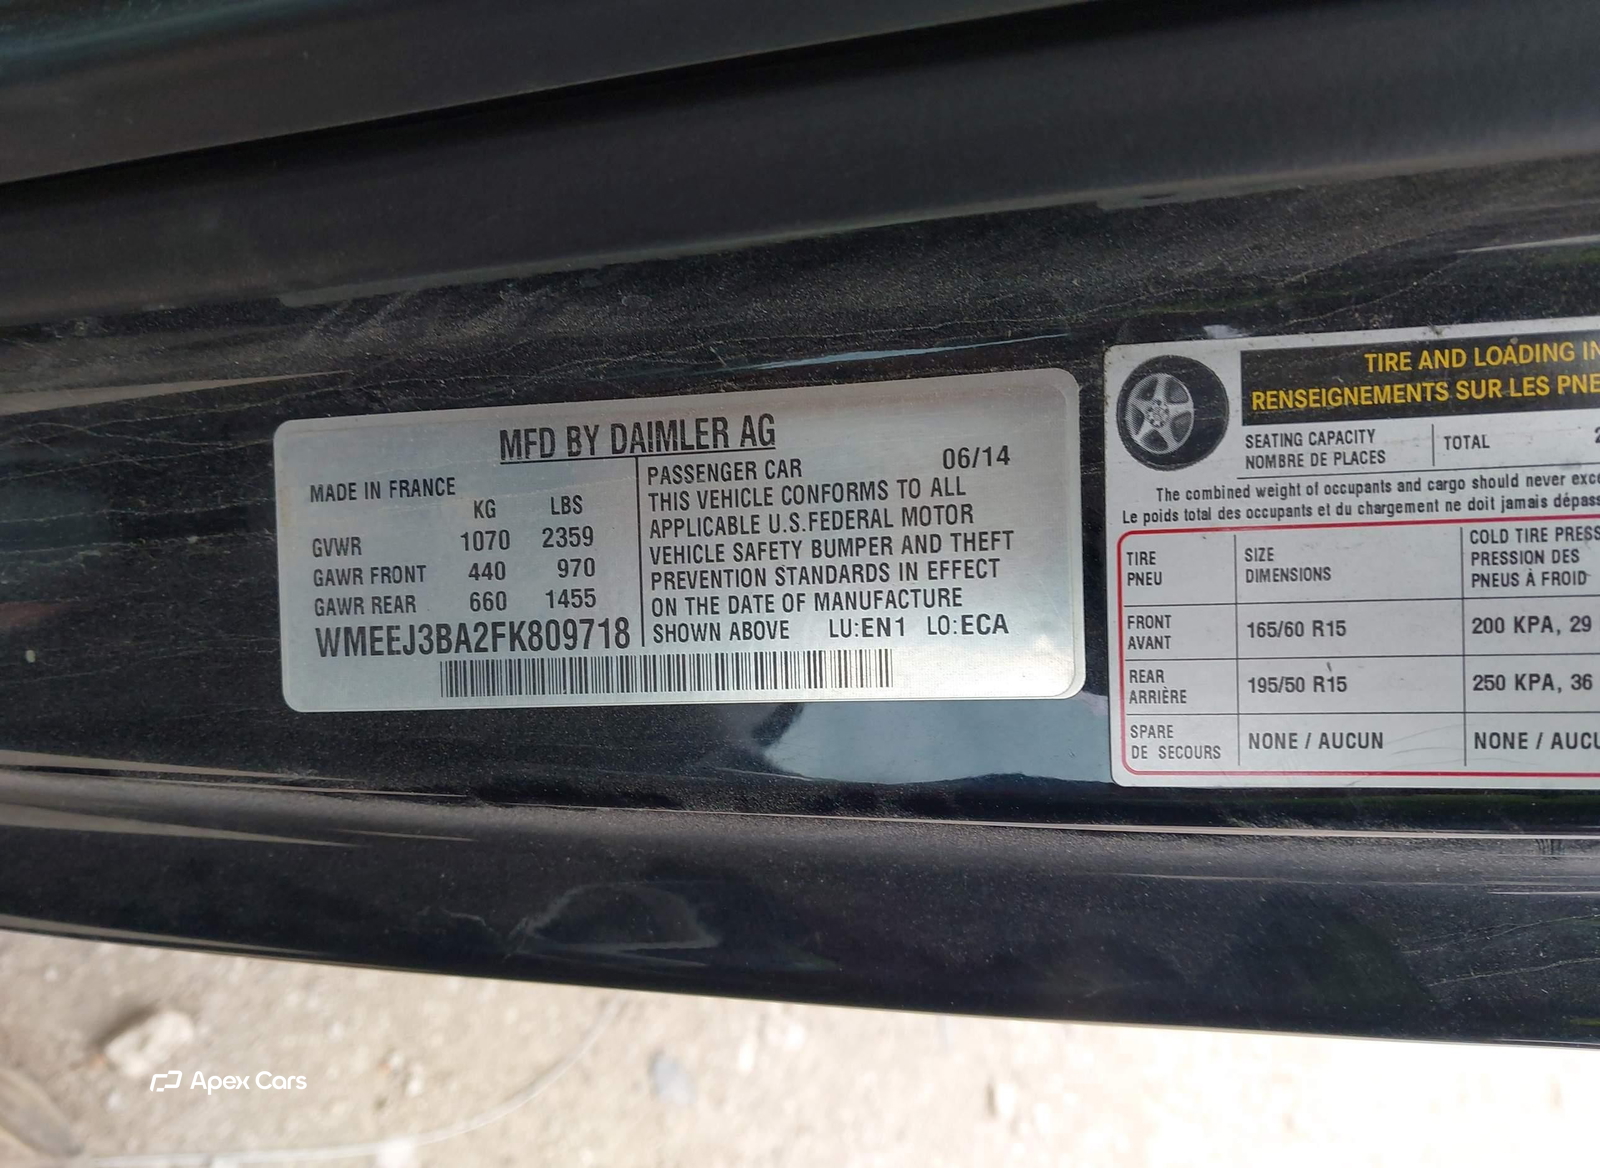 MFD BY DAIMLER AG
MADE IN FRANCE
KG LBS
GVWR 1070 2359
GAWR FRONT 440 970
GAWR REAR 660 1455
WMEEJ3BA2FK809718
PASSENGER CAR 06/14
THIS VEHICLE CONFORMS TO ALL
APPLICABLE U.S.FEDERAL MOTOR
VEHICLE SAFETY BUMPER AND THEFT
PREVENTION STANDARDS IN EFFECT
ON THE DATE OF MANUFACTURE
SHOWN ABOVE LU:EN1 LO:ECA
TIRE AND LOADING
RENSEIGNEMENTS SUR LES
SEATING CAPACITY
NOMBRE DE PLACES
TOTAL
The combined weight of occupants and cargo should never
Le poids total des occupants et du chargement ne doit jamais
TIRE
PNEU
SIZE
DIMENSIONS
COLD TIRE
PRESSION DES
PNEUS À FROID
FRONT
AVANT
165/60 R15
200 KPA, 29
REAR
ARRIÈRE
195/50 R15
250 KPA, 36
SPARE
DE SECOURS
NONE / AUCUN
NONE /
Apex Cars